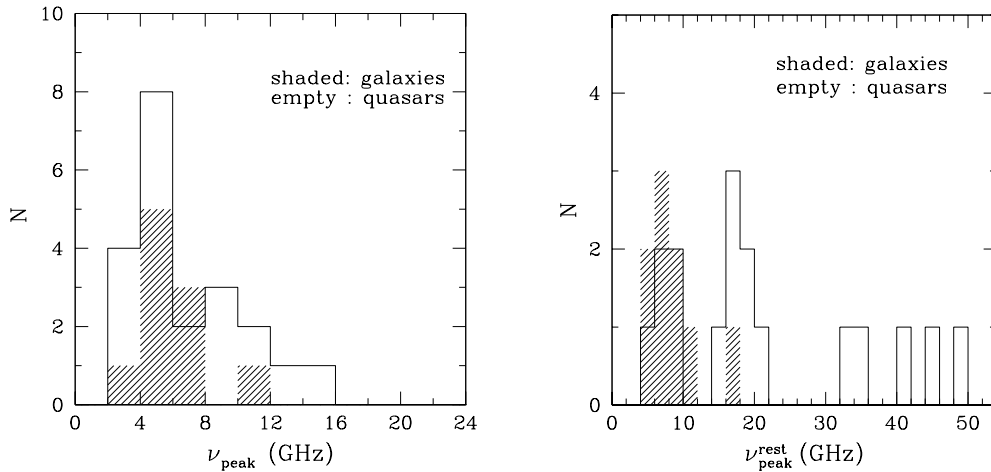 10
8
6
4
2
0
N
shaded: galaxies
empty : quasars
0 4 8 12 16 20 24
ν_peak (GHz)
4
2
0
N
shaded: galaxies
empty : quasars
0 10 20 30 40 50
ν_peak^rest (GHz)